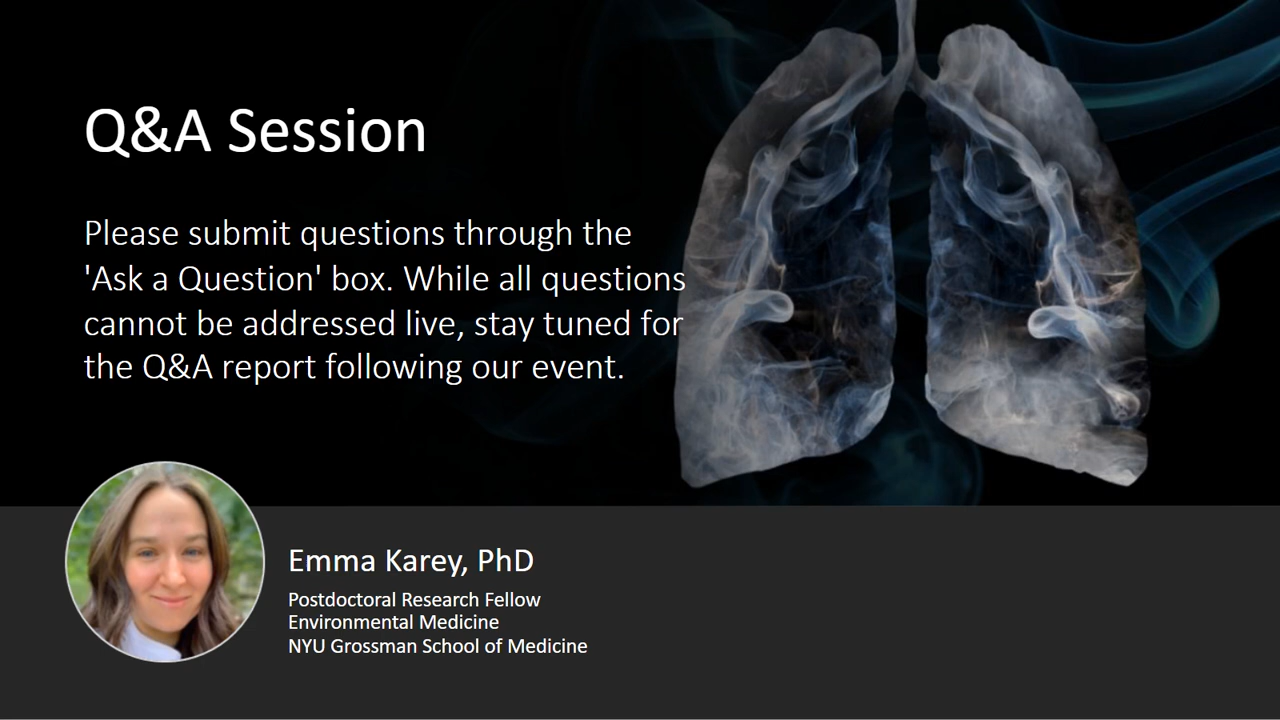 Q&A Session
Please submit questions through the
'Ask a Question' box. While all questions
cannot be addressed live, stay tuned for
the Q&A report following our event.
Emma Karey, PhD
Postdoctoral Research Fellow
Environmental Medicine
NYU Grossman School of Medicine